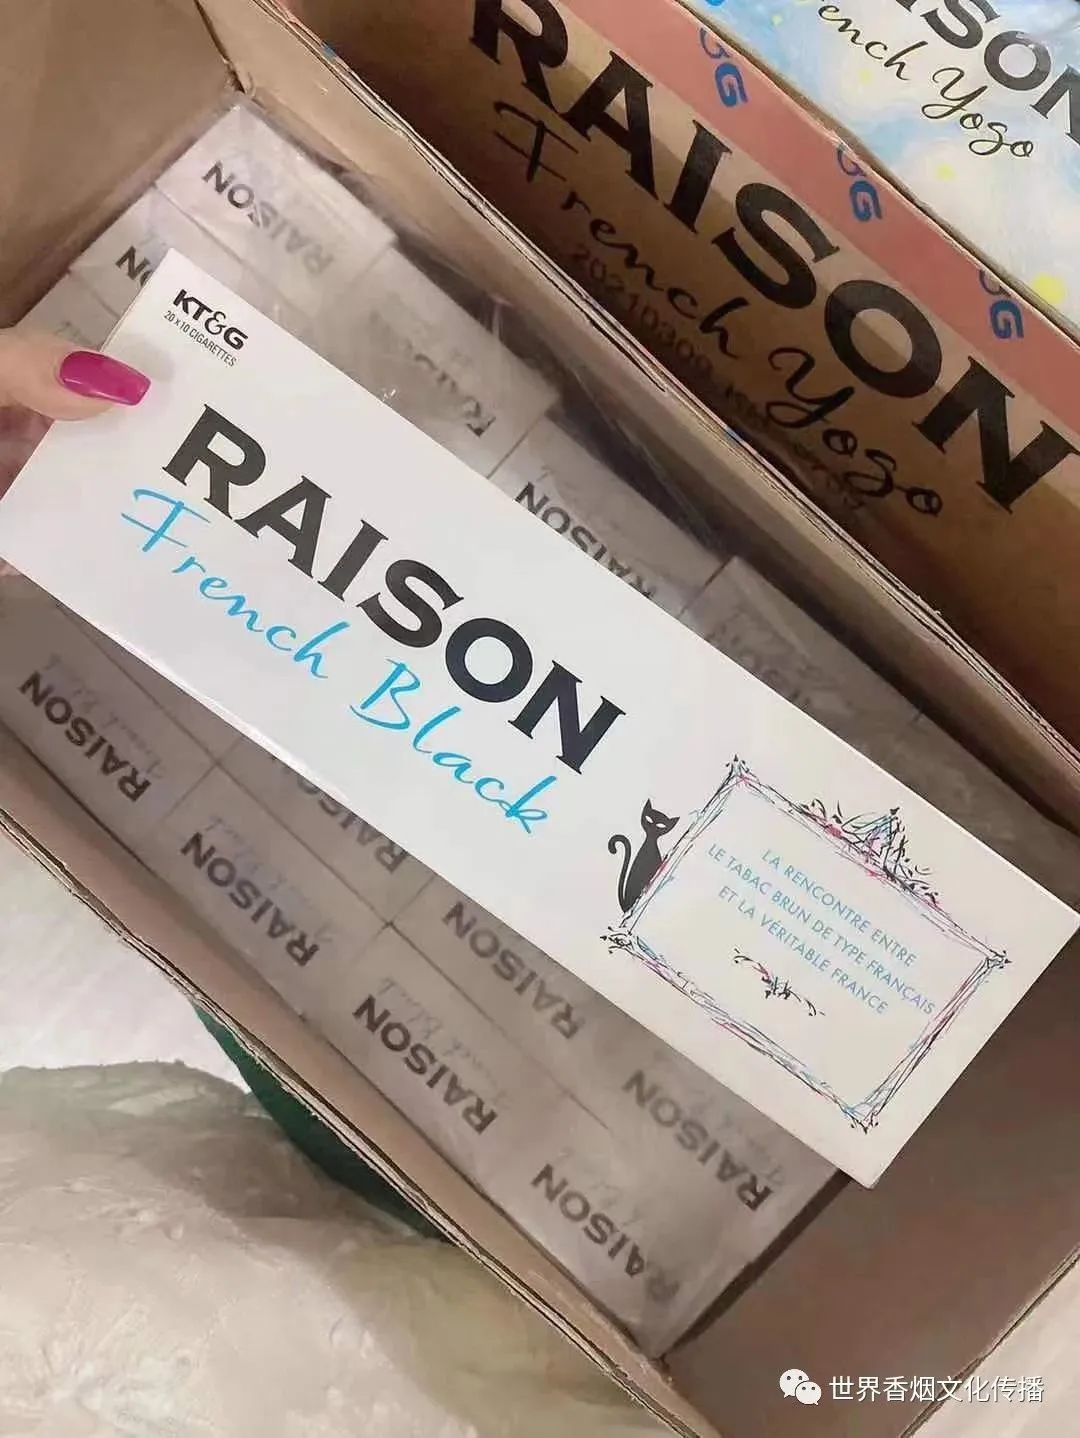 KT&G
20 X 10 CIGARETTES
RAISON
French Black
LA RENCONTRE ENTRE
LE TABAC BRUN DE TYPE FRANÇAIS
ET LA VÉRITABLE FRANCE
RAISON
French Yogo
French Yogo
RAISON
RAISON
RAISON
RAISON
RAISON
RAISON
RAISON
RAISON
世界香烟文化传播